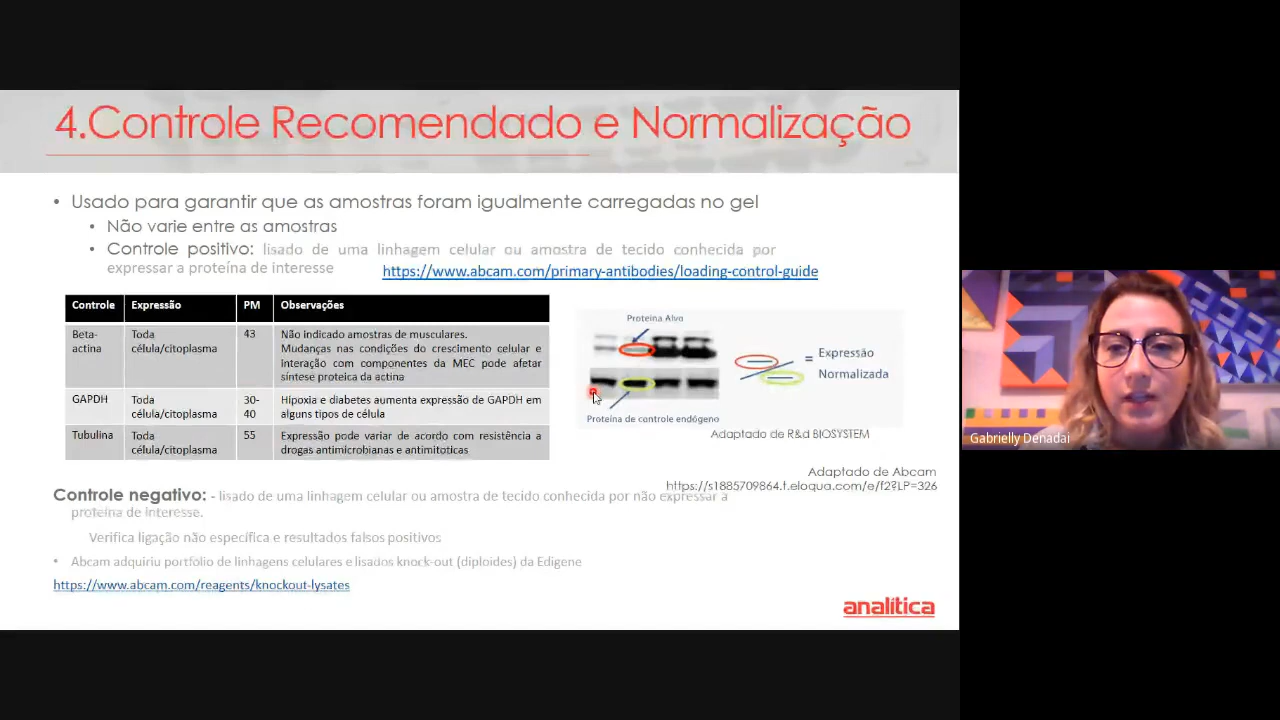 4.Controle Recomendado e Normalização
• Usado para garantir que as amostras foram igualmente carregadas no gel
• Não varie entre as amostras
• Controle positivo: lisado de uma linhagem celular ou amostra de tecido conhecida por
expressar a proteína de interesse
https://www.abcam.com/primary-antibodies/loading-control-guide
Controle Expressão PM Observações
Beta-
actina
Toda
célula/citoplasma
43
Não indicado amostras de musculares.
Mudanças nas condições do crescimento celular e
interação com componentes da MEC pode afetar
síntese proteica da actina
GAPDH
Toda
célula/citoplasma
30-
40
Hipoxia e diabetes aumenta expressão de GAPDH em
alguns tipos de célula
Tubulina
Toda
célula/citoplasma
55
Expressão pode variar de acordo com resistência a
drogas antimicrobianas e antimitoticas
Proteína Alvo
Proteína de controle endógeno
= Expressão
Normalizada
Adaptado de R&d BIOSYSTEM
Adaptado de Abcam
https://s1885709864.t.eloqua.com/e/f2?LP=326
Controle negativo: - lisado de uma linhagem celular ou amostra de tecido conhecida por não expressar a
proteína de interesse.
Verifica ligação não específica e resultados falsos positivos
• Abcam adquiriu portfólio de linhagens celulares e lisados knock-out (diploides) da Edigene
https://www.abcam.com/reagents/knockout-lysates
analítica
Gabrielly Denadai